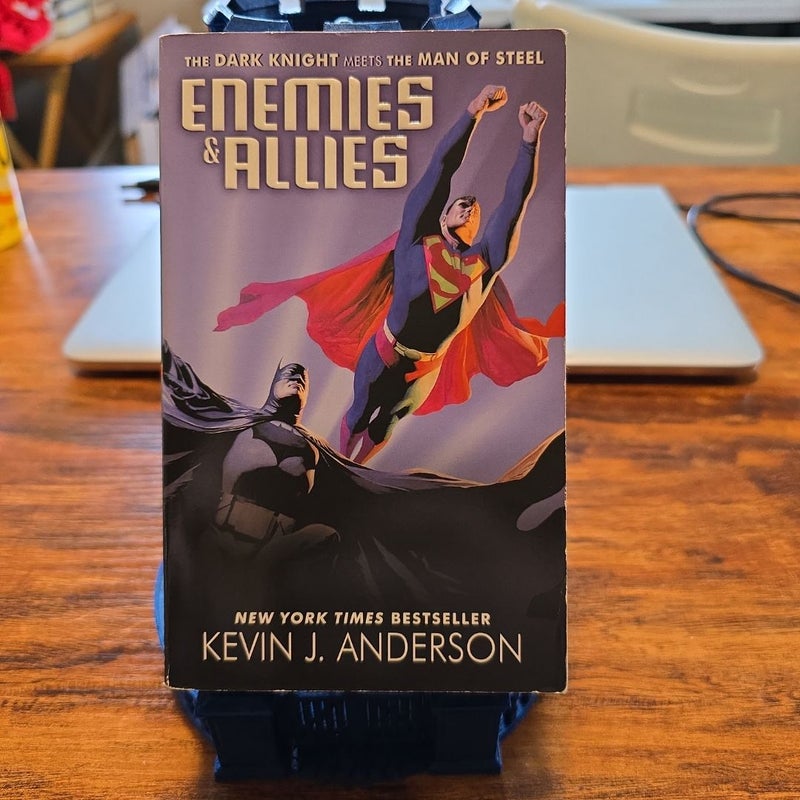 THE DARK KNIGHT MEETS THE MAN OF STEEL
ENEMIES
& ALLIES
S
NEW YORK TIMES BESTSELLER
KEVIN J. ANDERSON